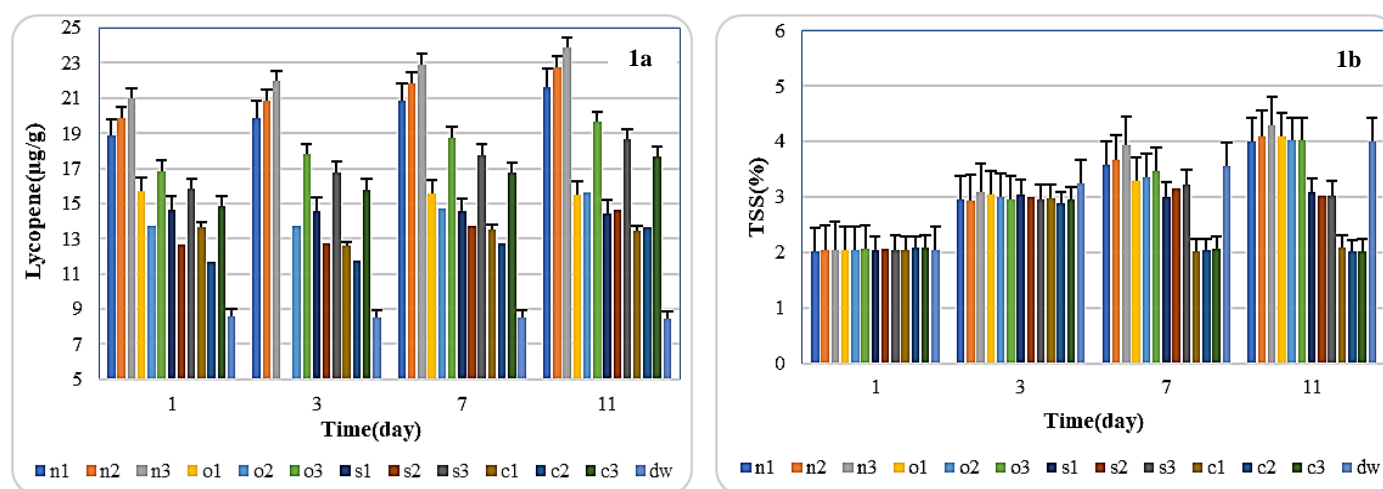 1a
Lycopene(µg/g)
25
23
21
19
17
15
13
11
9
7
5
1 3 7 11
Time(day)
n1 n2 n3 o1 o2 o3 s1 s2 s3 c1 c2 c3 dw
1b
TSS(%)
6
5
4
3
2
1
0
1 3 7 11
Time(day)
n1 n2 n3 o1 o2 o3 s1 s2 s3 c1 c2 c3 dw